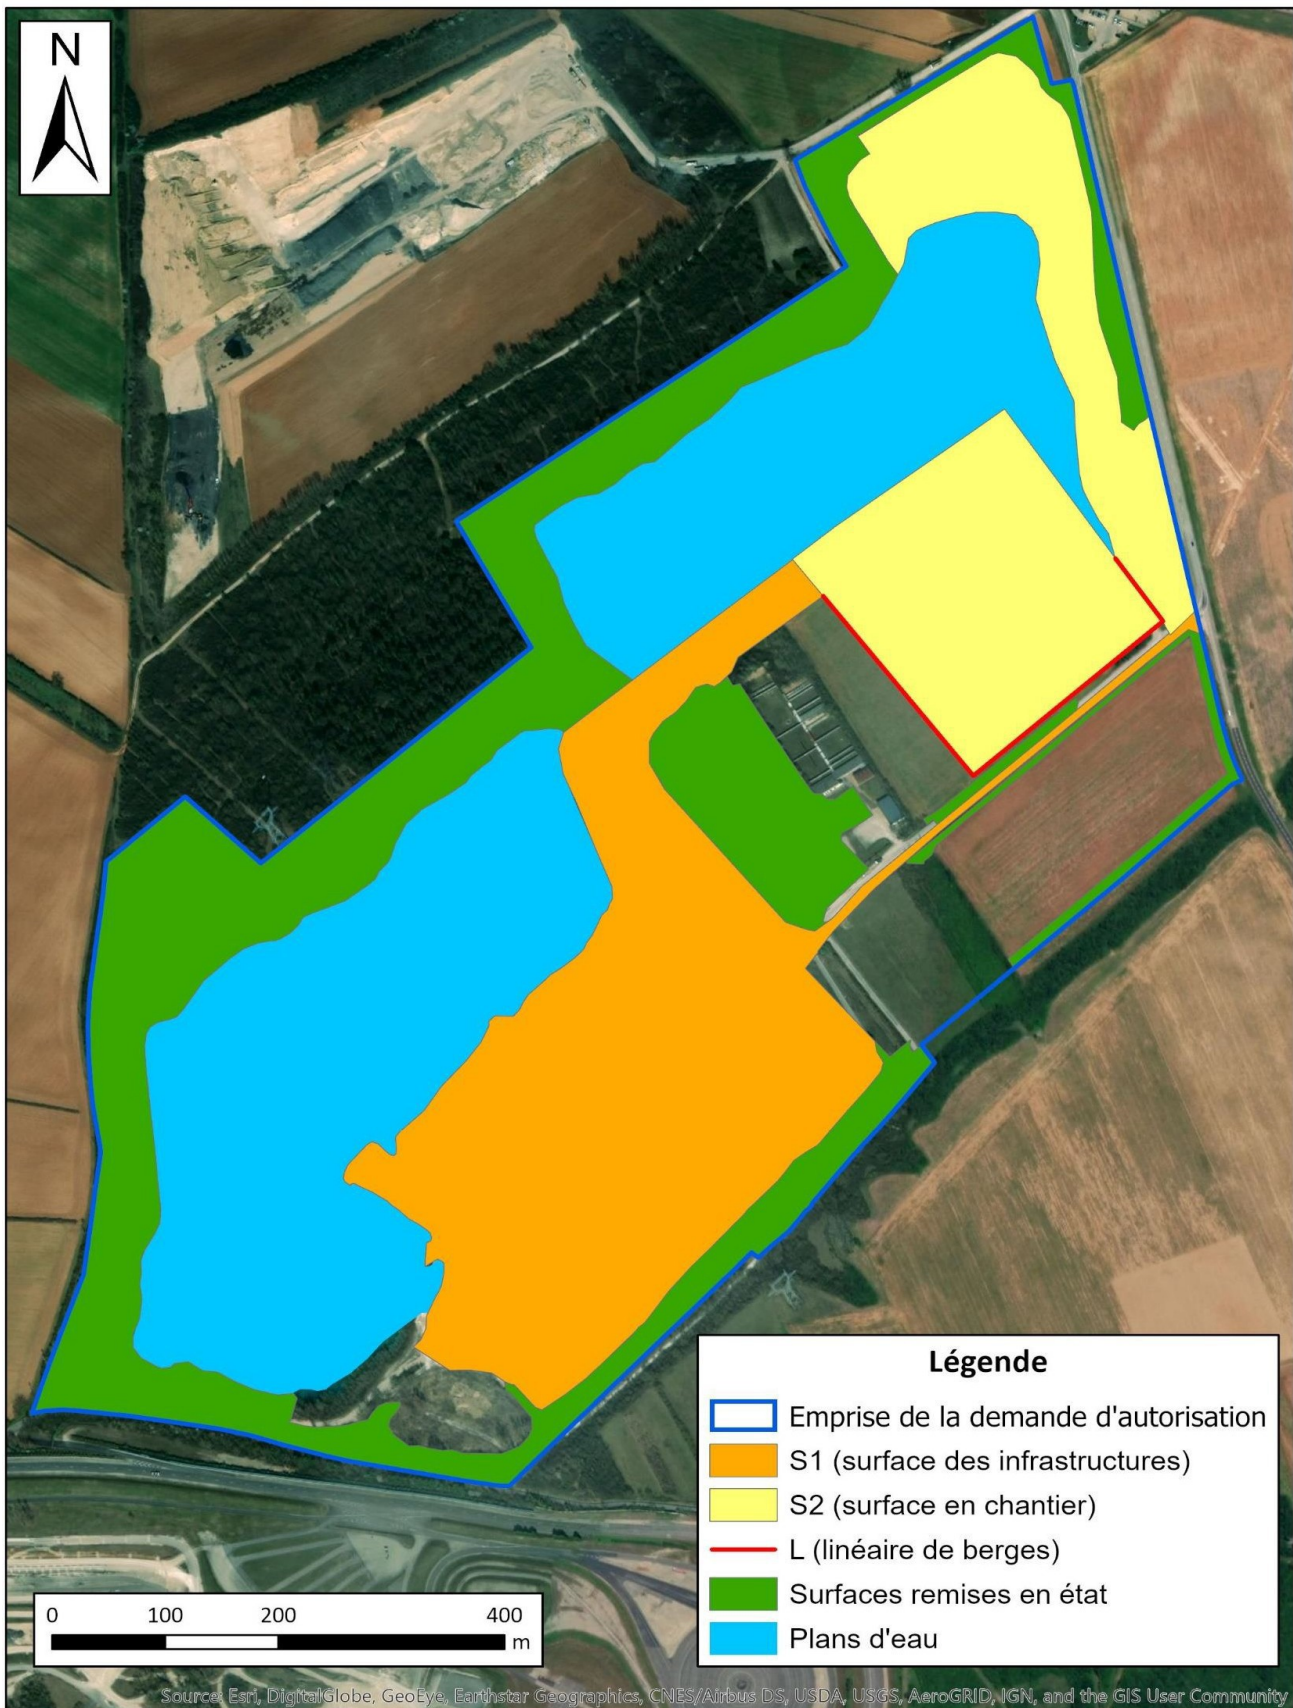 N
Légende
Emprise de la demande d'autorisation
S1 (surface des infrastructures)
S2 (surface en chantier)
L (linéaire de berges)
Surfaces remises en état
Plans d'eau
0 100 200 400
m
Source: Esri, DigitalGlobe, GeoEye, Earthstar Geographics, CNES/Airbus DS, USDA, USGS, AeroGRID, IGN, and the GIS User Community